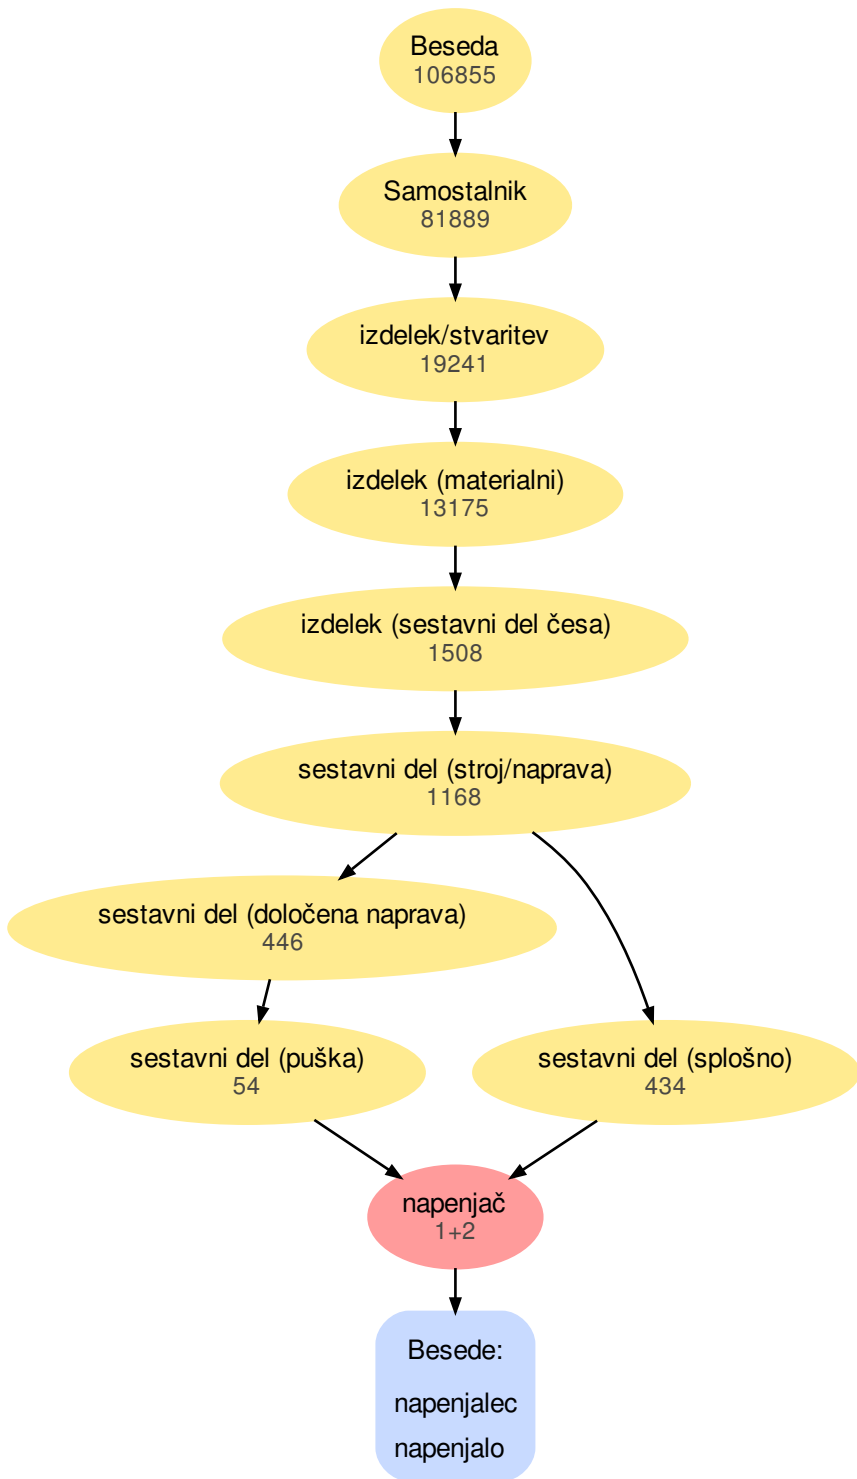 Beseda
106855
Samostalnik
81889
izdelek/stvaritev
19241
izdelek (materialni)
13175
izdelek (sestavni del česa)
1508
sestavni del (stroj/naprava)
1168
sestavni del (določena naprava)
446
sestavni del (puška)
54
sestavni del (splošno)
434
napenjač
1+2
Besede:
napenjalec
napenjalo